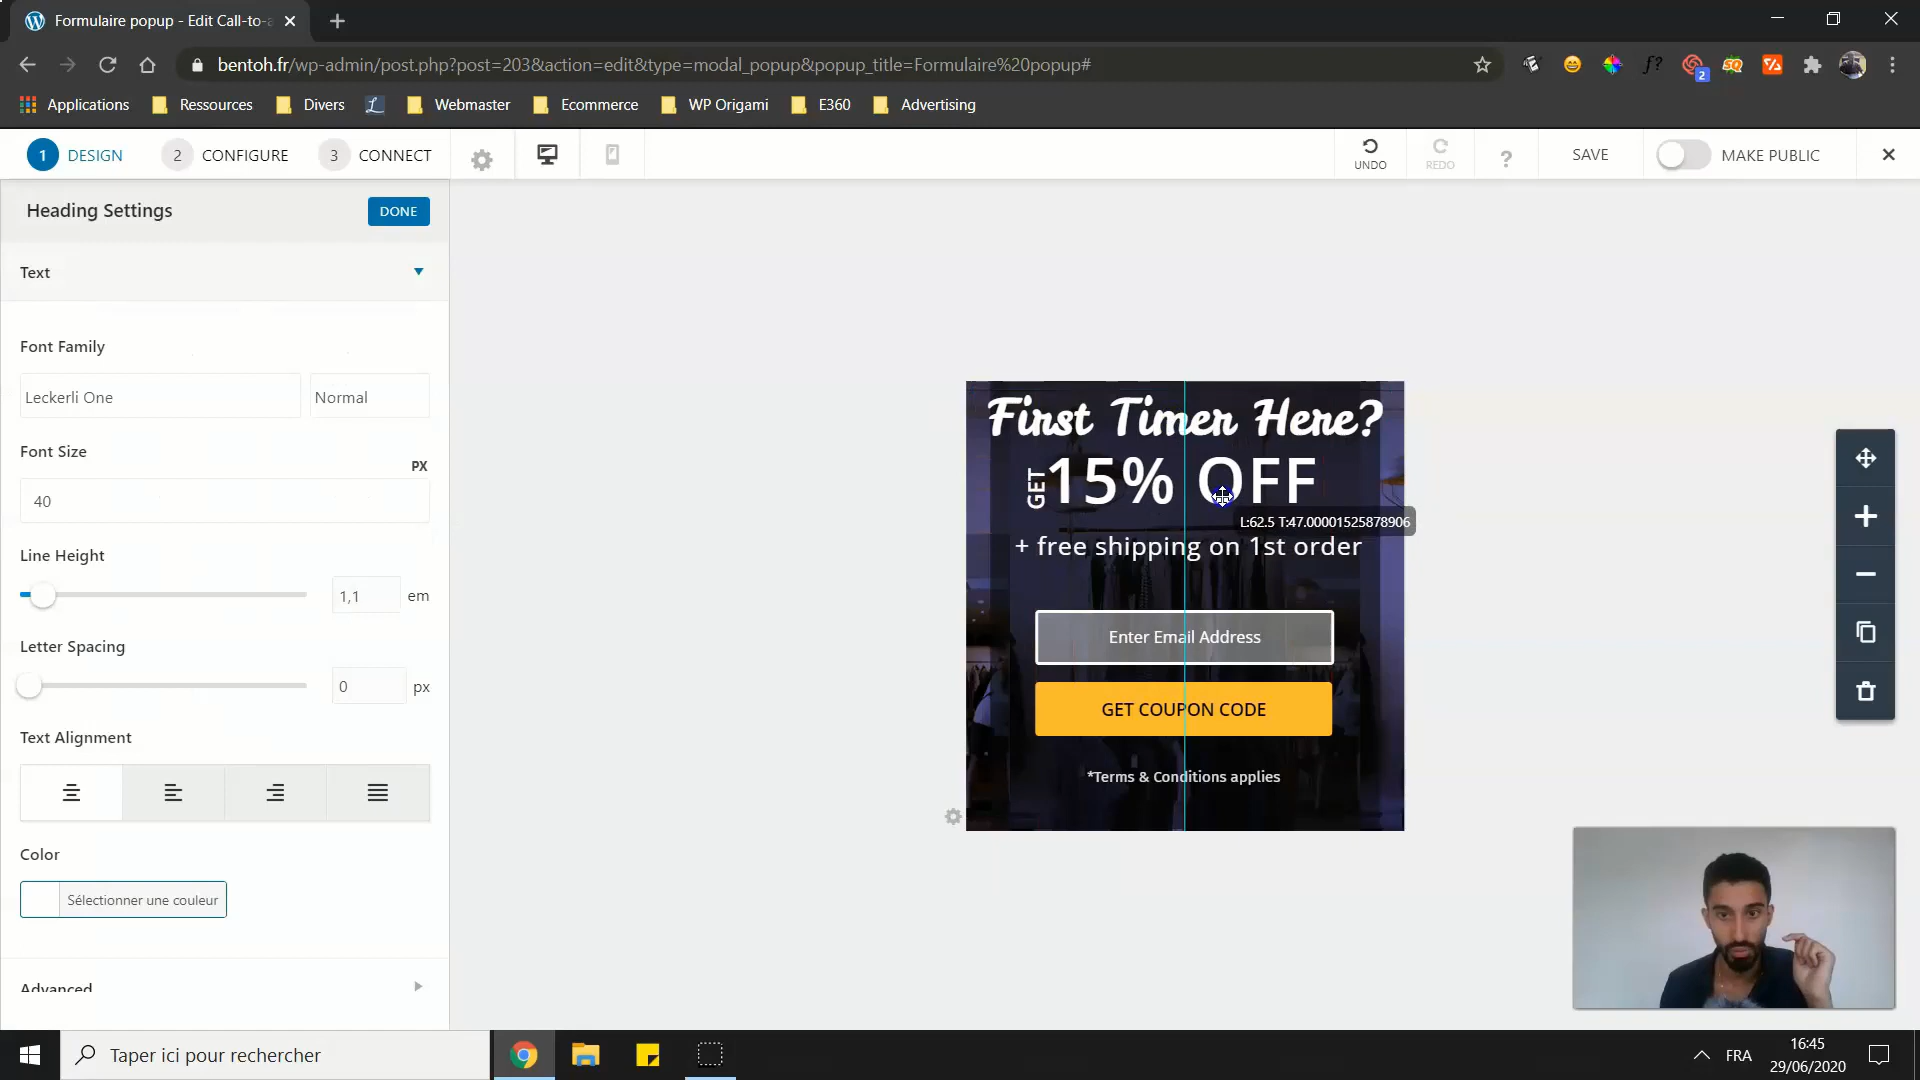 Formulaire popup - Edit Call-to-a
bentoh.fr/wp-admin/post.php?post=203&action=edit&type=modal_popup&popup_title=Formulaire%20popup#
f?
2
SQ
Applications
Ressources
Divers
L
Webmaster
Ecommerce
WP Origami
E360
Advertising
1 DESIGN
2 CONFIGURE
3 CONNECT
UNDO
REDO
?
SAVE
MAKE PUBLIC
Heading Settings
DONE
Text
Font Family
Leckerli One
Normal
Font Size
PX
40
Line Height
1,1
em
Letter Spacing
0
px
Text Alignment
Color
Sélectionner une couleur
Advanced
First Timer Here?
GET
15% OFF
L:62.5 T:47.00001525878906
+ free shipping on 1st order
Enter Email Address
GET COUPON CODE
*Terms & Conditions applies
Taper ici pour rechercher
FRA
16:45
29/06/2020